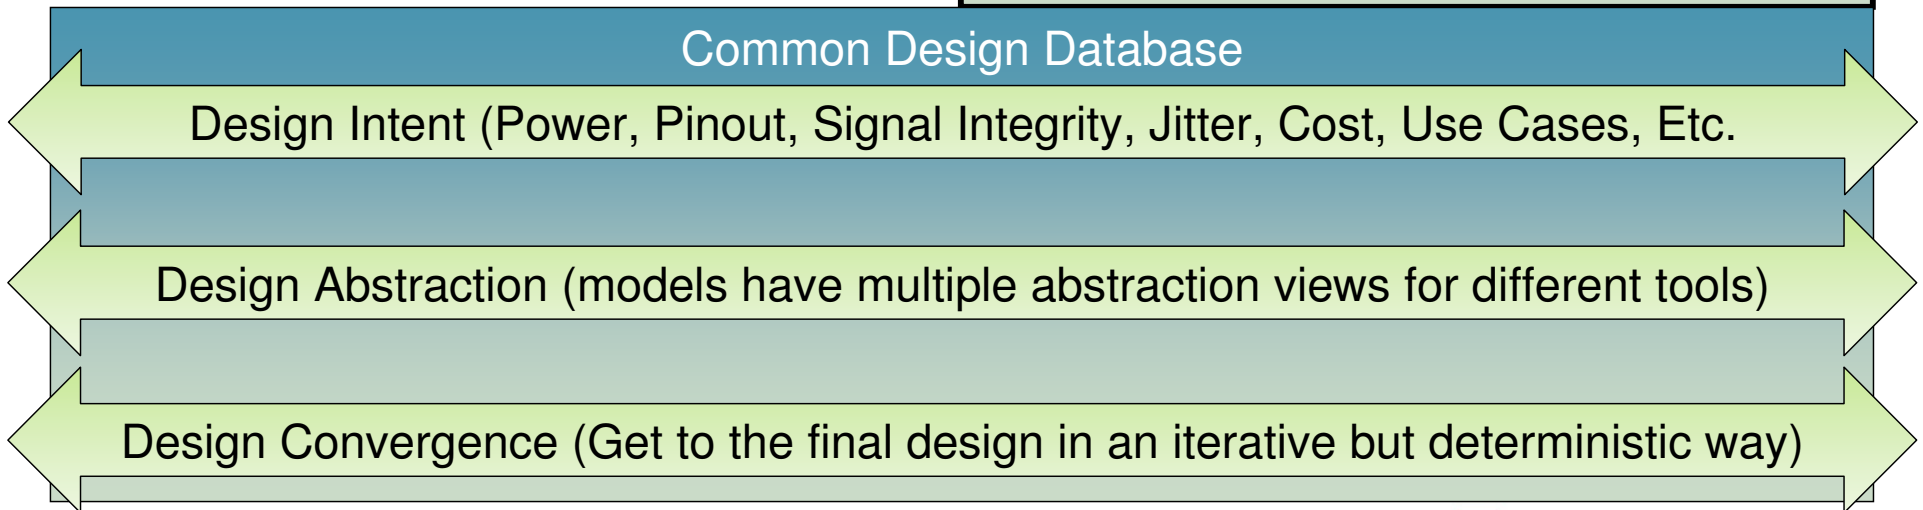 Common Design Database
Design Intent (Power, Pinout, Signal Integrity, Jitter, Cost, Use Cases, Etc.
Design Abstraction (models have multiple abstraction views for different tools)
Design Convergence (Get to the final design in an iterative but deterministic way)